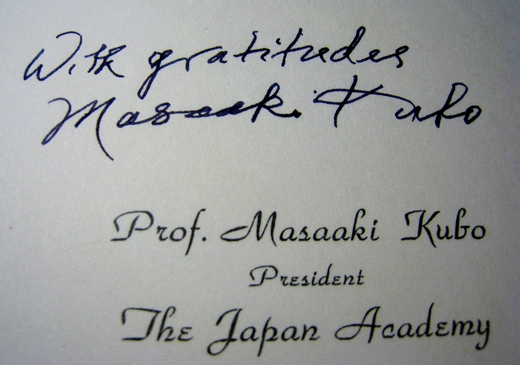 With gratitudes
Masaaki Kubo
Prof. Masaaki Kubo
President
The Japan Academy